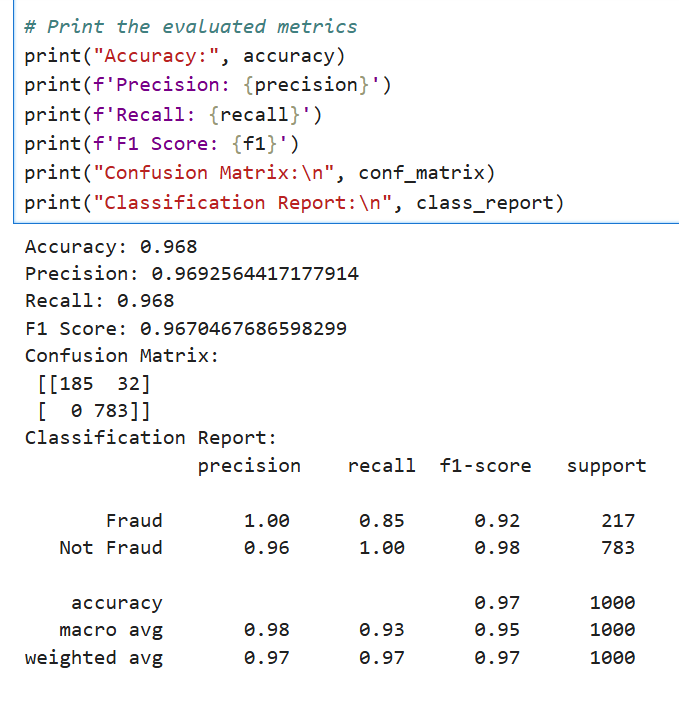 # Print the evaluated metrics
print("Accuracy:", accuracy)
print(f'Precision: {precision}')
print(f'Recall: {recall}')
print(f'F1 Score: {f1}')
print("Confusion Matrix:\n", conf_matrix)
print("Classification Report:\n", class_report)
Accuracy: 0.968
Precision: 0.9692564417177914
Recall: 0.968
F1 Score: 0.9670467686598299
Confusion Matrix:
[[185  32]
[  0 783]]
Classification Report:
precision    recall  f1-score   support
Fraud       1.00      0.85      0.92       217
Not Fraud       0.96      1.00      0.98       783
accuracy                           0.97      1000
macro avg       0.98      0.93      0.95      1000
weighted avg       0.97      0.97      0.97      1000